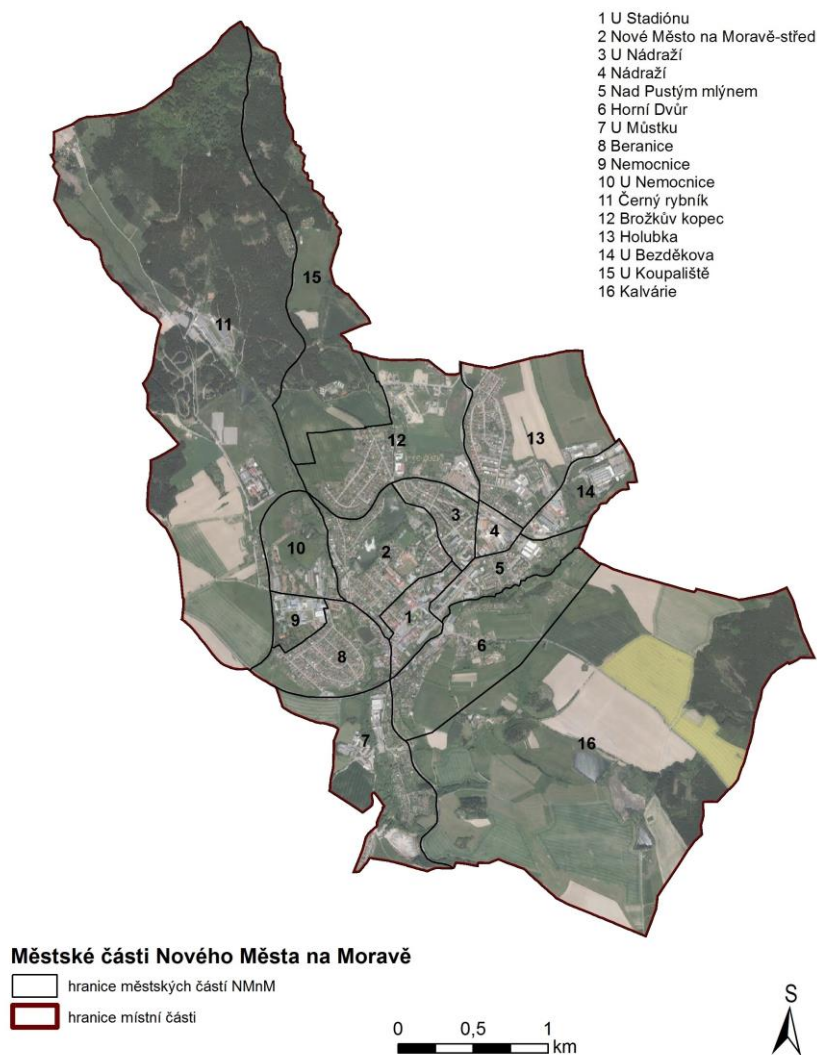 1 U Stadiónu
2 Nové Město na Moravě-střed
3 U Nádraží
4 Nádraží
5 Nad Pustým mlýnem
6 Horní Dvůr
7 U Můstku
8 Beranice
9 Nemocnice
10 U Nemocnice
11 Černý rybník
12 Brožkův kopec
13 Holubka
14 U Bezděkova
15 U Koupaliště
16 Kalvárie
15
11
12
13
14
3
4
2
10
5
9
1
6
8
7
16
Městské části Nového Města na Moravě
hranice městských částí NMnM
hranice místní části
0 0,5 1
km
S